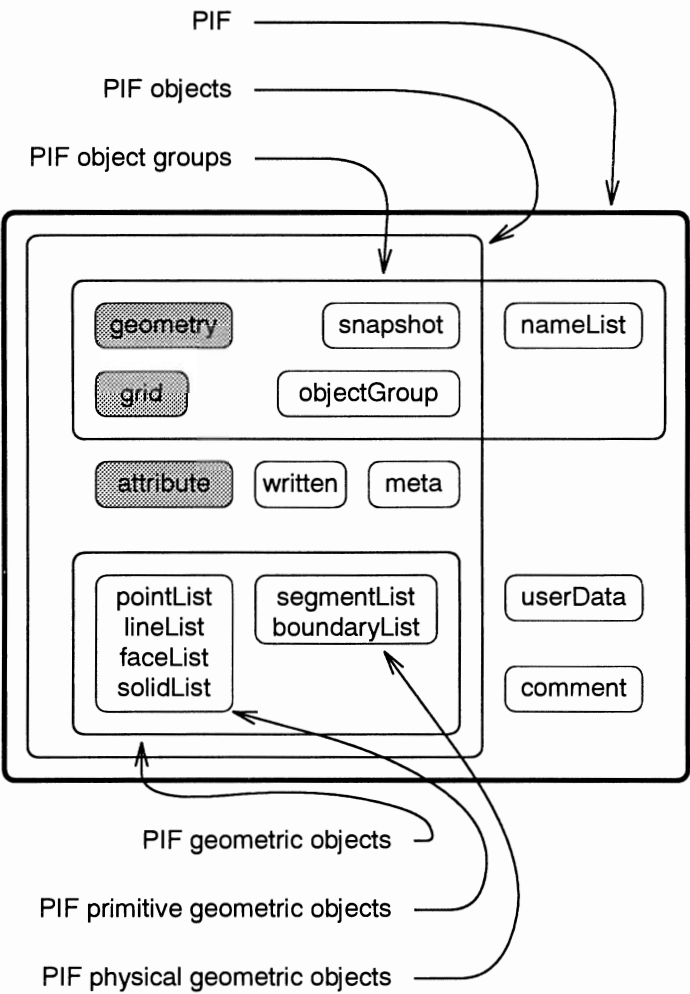 PIF
PIF objects
PIF object groups
geometry
snapshot
nameList
grid
objectGroup
attribute
written
meta
pointList
lineList
faceList
solidList
segmentList
boundaryList
userData
comment
PIF geometric objects
PIF primitive geometric objects
PIF physical geometric objects